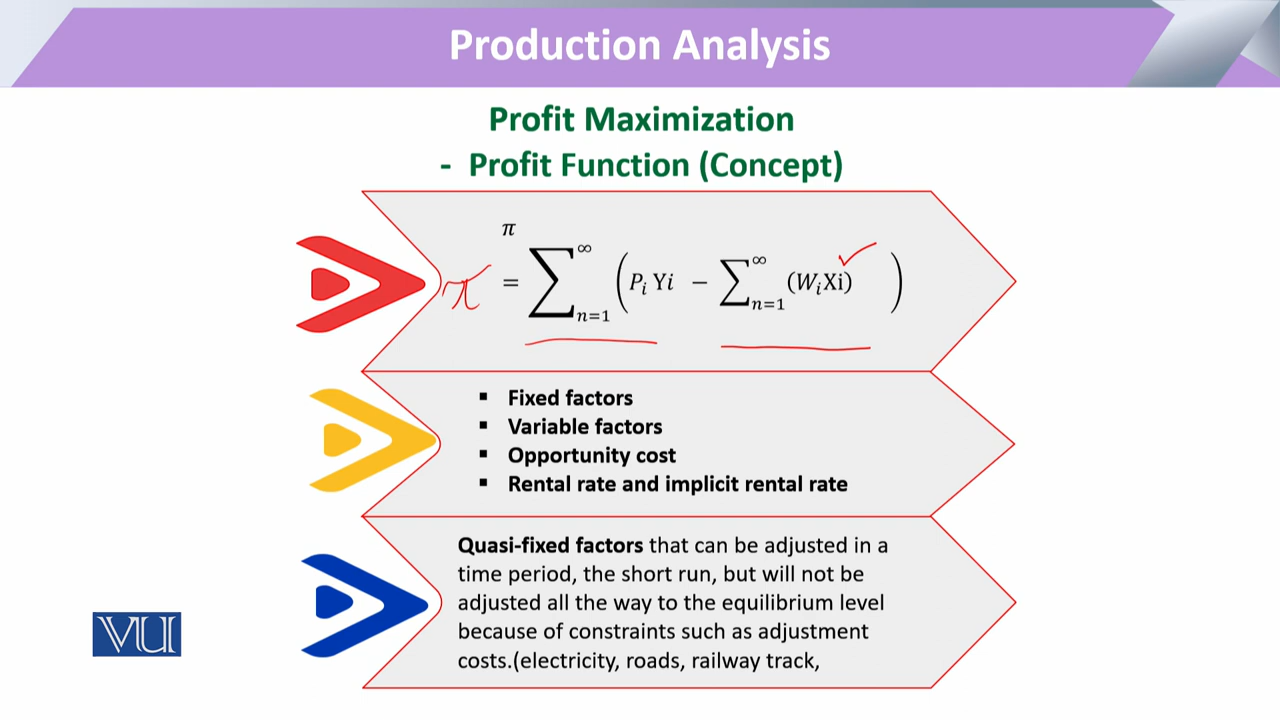 Production Analysis
Profit Maximization
- Profit Function (Concept)
π
π = ∑∞n=1 (Pi Yi − ∑∞n=1 (WiXi) )
▪ Fixed factors
▪ Variable factors
▪ Opportunity cost
▪ Rental rate and implicit rental rate
Quasi-fixed factors that can be adjusted in a
time period, the short run, but will not be
adjusted all the way to the equilibrium level
because of constraints such as adjustment
costs.(electricity, roads, railway track,
VU